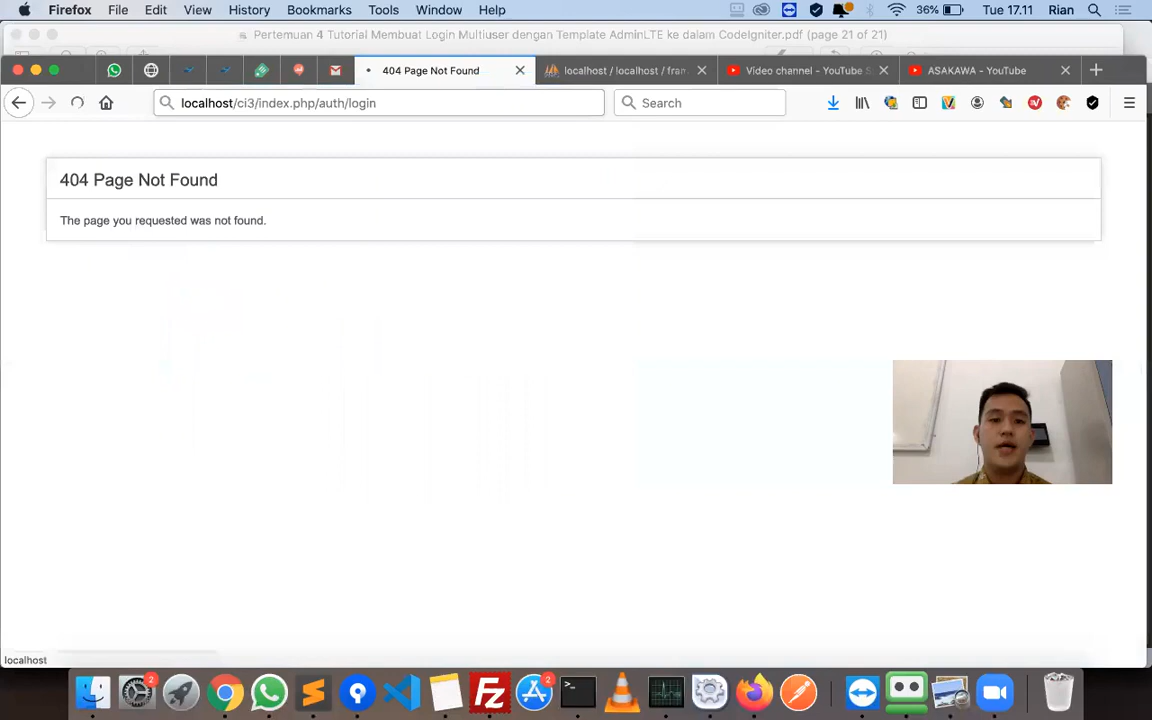 Firefox File Edit View History Bookmarks Tools Window Help 36% Tue 17.11 Rian
Pertemuan 4 Tutorial Membuat Login Multiuser dengan Template AdminLTE ke dalam CodeIgniter.pdf (page 21 of 21)
404 Page Not Found localhost / localhost / fran Video channel - YouTube S ASAKAWA - YouTube
localhost/ci3/index.php/auth/login Search
404 Page Not Found
The page you requested was not found.
localhost
2 2